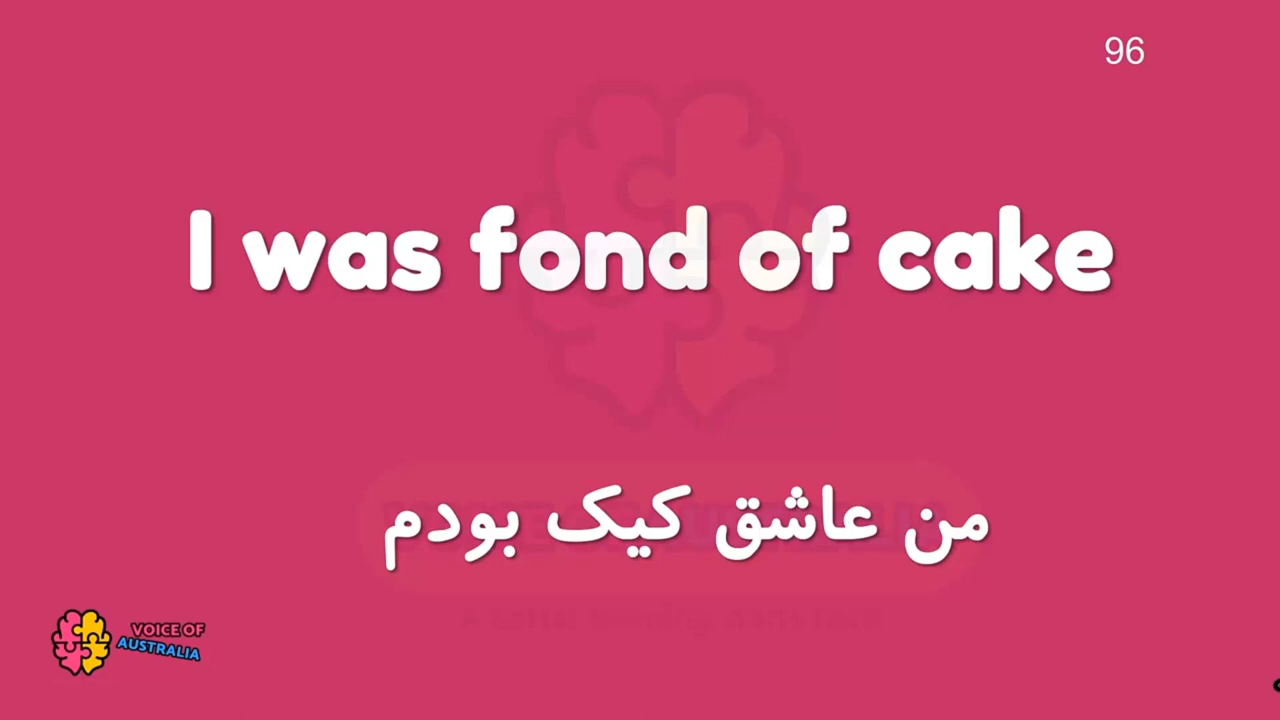 96
I was fond of cake
من عاشق کیک بودم
VOICE OF
AUSTRALIA